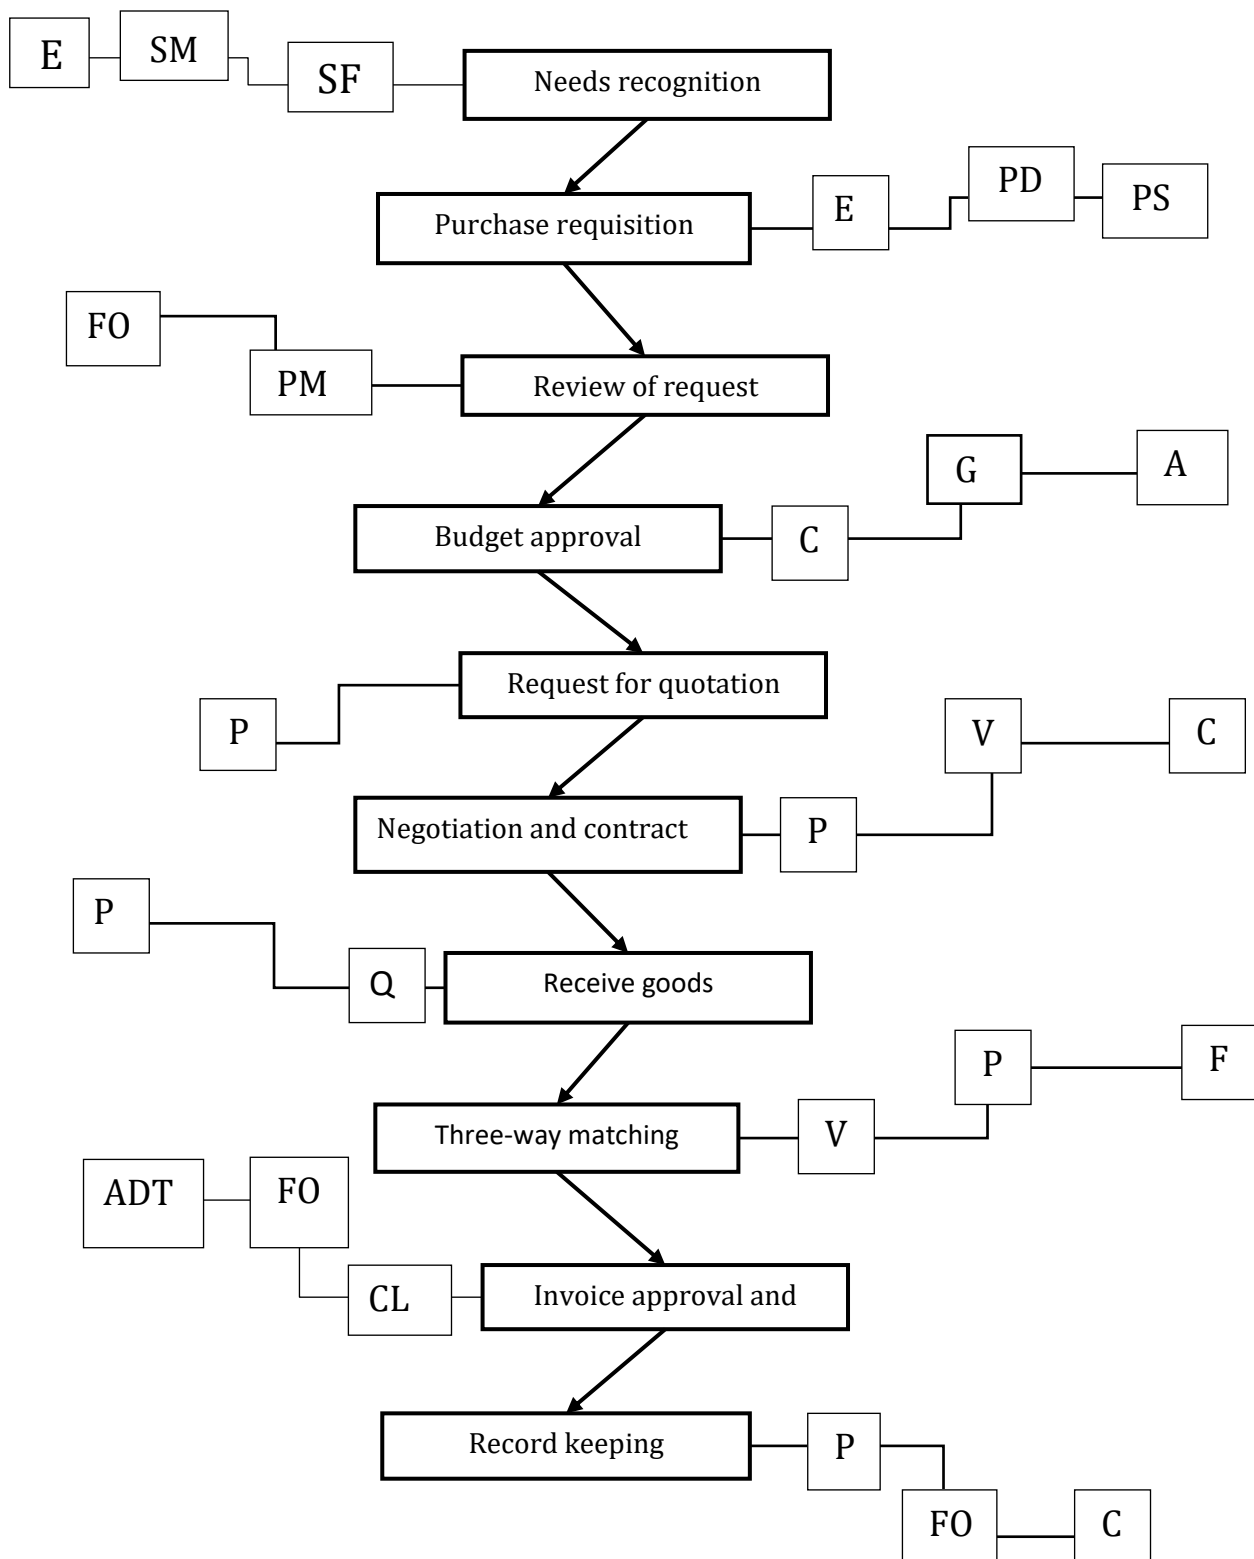 E
SM
SF
Needs recognition
Purchase requisition
E
PD
PS
FO
PM
Review of request
Budget approval
C
G
A
Request for quotation
P
Negotiation and contract
P
V
C
P
Q
Receive goods
Three-way matching
V
P
F
ADT
FO
CL
Invoice approval and
Record keeping
P
FO
C